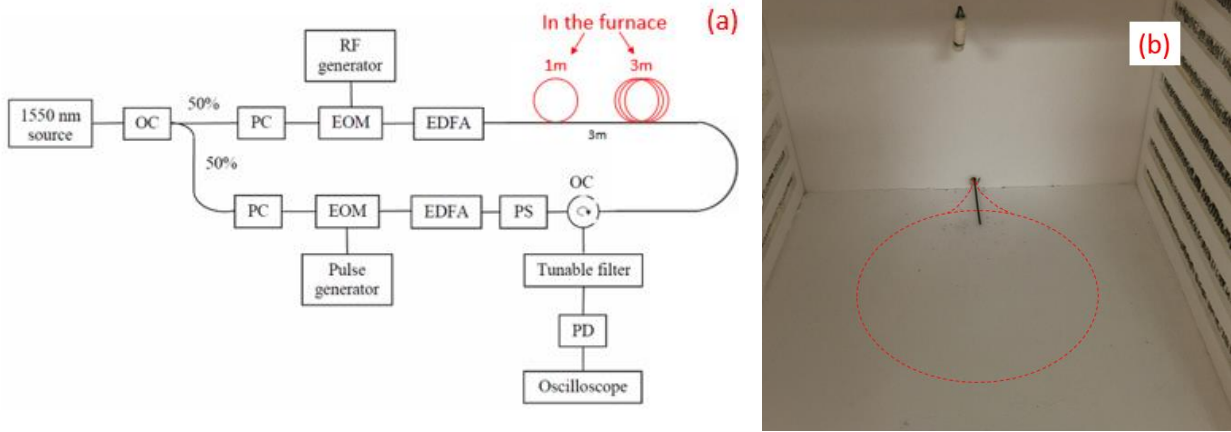 In the furnace
(a)
RF
generator
1m
3m
1550 nm
source
OC
50%
PC
EOM
EDFA
3m
50%
PC
EOM
EDFA
PS
OC
Pulse
generator
Tunable filter
PD
Oscilloscope
(b)